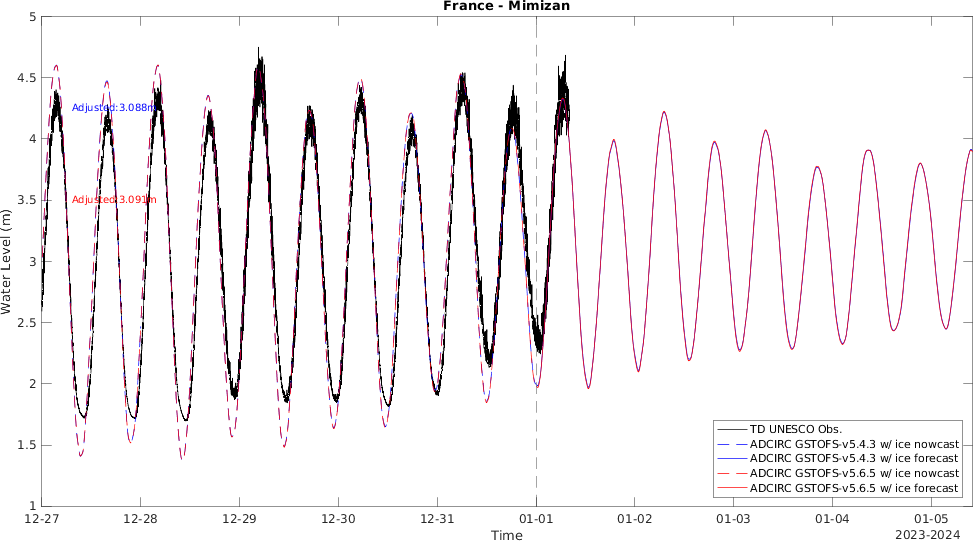 France - Mimizan
Water Level (m)
5
4.5
4
3.5
3
2.5
2
1.5
1
Adjusted:3.088m
Adjusted:3.091m
TD UNESCO Obs.
ADCIRC GSTOFS-v5.4.3 w/ ice nowcast
ADCIRC GSTOFS-v5.4.3 w/ ice forecast
ADCIRC GSTOFS-v5.6.5 w/ ice nowcast
ADCIRC GSTOFS-v5.6.5 w/ ice forecast
12-27 12-28 12-29 12-30 12-31 01-01 01-02 01-03 01-04 01-05
Time
2023-2024